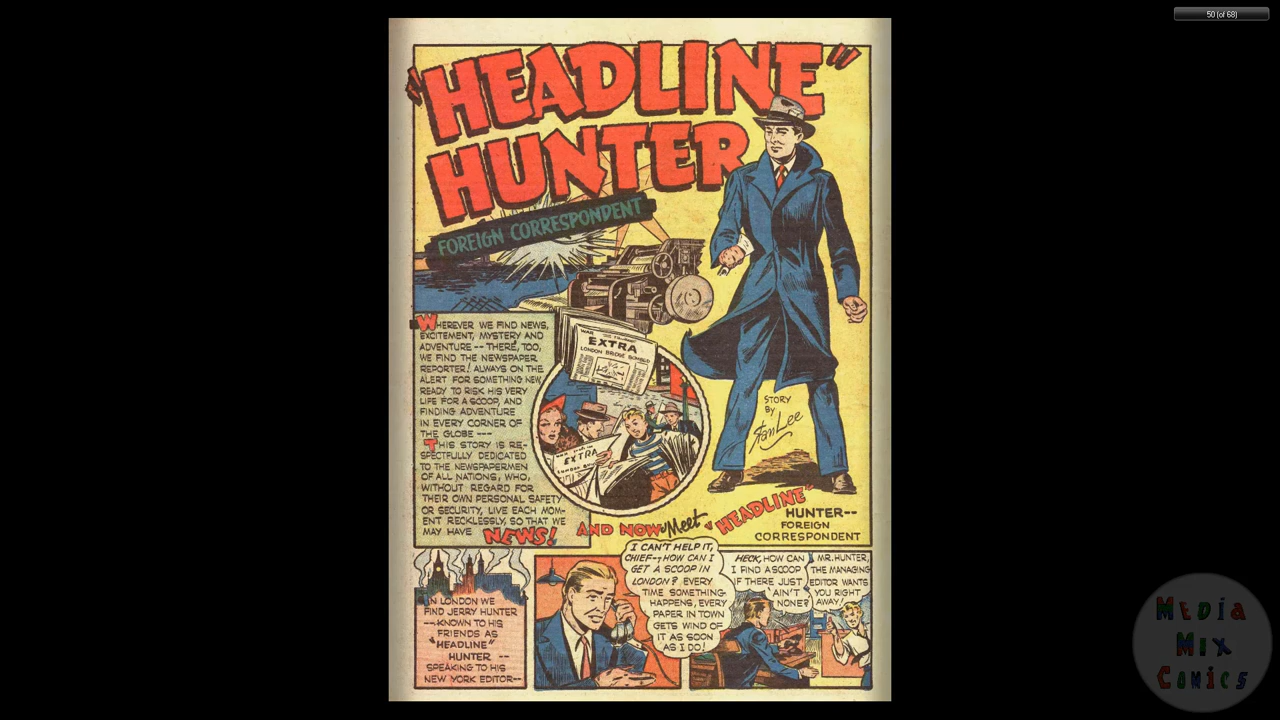 50 (of 68)
"HEADLINE"
HUNTER
FOREIGN CORRESPONDENT
WHEREVER WE FIND NEWS,
EXCITEMENT, MYSTERY AND
ADVENTURE -- THERE, TOO,
WE FIND THE NEWSPAPER
REPORTER! ALWAYS ON THE
ALERT FOR SOMETHING NEW,
READY TO RISK HIS VERY
LIFE FOR A SCOOP, AND
FINDING ADVENTURE
IN EVERY CORNER OF
THE GLOBE ---
THIS STORY IS RE-
SPECTFULLY DEDICATED
TO THE NEWSPAPERMEN
OF ALL NATIONS, WHO,
WITHOUT REGARD FOR
THEIR OWN PERSONAL SAFETY
OR SECURITY, LIVE EACH MOM-
ENT RECKLESSLY, SO THAT WE
MAY HAVE NEWS!
WAR
EXTRA
LONDON BRIDGE BOMBED
EXTRA
STORY
BY
Stan Lee
AND NOW Meet "HEADLINE"
HUNTER--
FOREIGN
CORRESPONDENT
IN LONDON WE
FIND JERRY HUNTER
--KNOWN TO HIS
FRIENDS AS
"HEADLINE"
HUNTER --
SPEAKING TO HIS
NEW YORK EDITOR--
I CAN'T HELP IT,
CHIEF--HOW CAN I
GET A SCOOP IN
LONDON? EVERY
TIME SOMETHING
HAPPENS, EVERY
PAPER IN TOWN
GETS WIND OF
IT AS SOON
AS I DO!
HECK, HOW CAN
I FIND A SCOOP
IF THERE JUST
AIN'T
NONE?
MR. HUNTER,
THE MANAGING
EDITOR WANTS
YOU RIGHT
AWAY!
MEDIA
MIX
COMICS